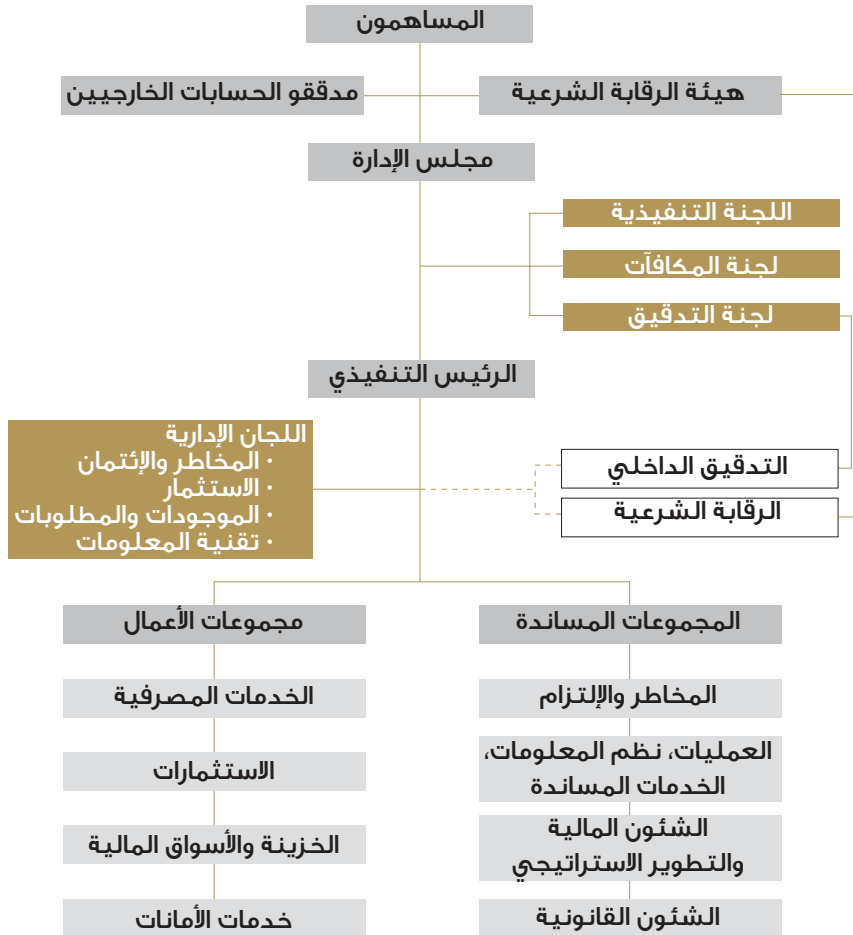 المساهمون
هيئة الرقابة الشرعية
مدققو الحسابات الخارجيين
مجلس الإدارة
اللجنة التنفيذية
لجنة المكافآت
لجنة التدقيق
الرئيس التنفيذي
اللجان الإدارية
· المخاطر والإئتمان
· الاستثمار
· الموجودات والمطلوبات
· تقنية المعلومات
التدقيق الداخلي
الرقابة الشرعية
المجموعات المساندة
المخاطر والإلتزام
العمليات، نظم المعلومات،
الخدمات المساندة
الشئون المالية
والتطوير الاستراتيجي
الشئون القانونية
مجموعات الأعمال
الخدمات المصرفية
الاستثمارات
الخزينة والأسواق المالية
خدمات الأمانات